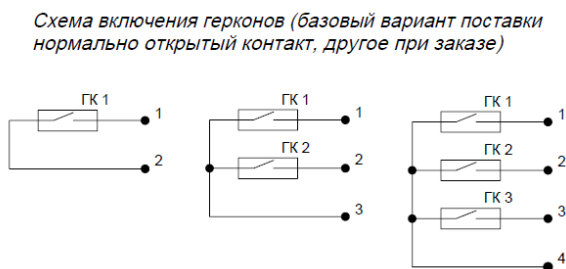 Схема включения герконов (базовый вариант поставки
нормально открытый контакт, другое при заказе)
ГК 1
1
2
ГК 1
1
ГК 2
2
3
ГК 1
1
ГК 2
2
ГК 3
3
4